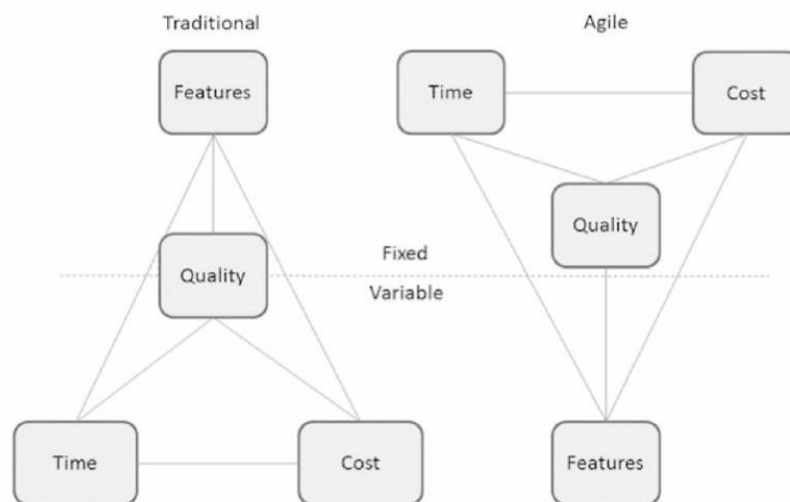 Traditional
Agile
Features
Time
Cost
Quality
Quality
Fixed
Variable
Time
Cost
Features